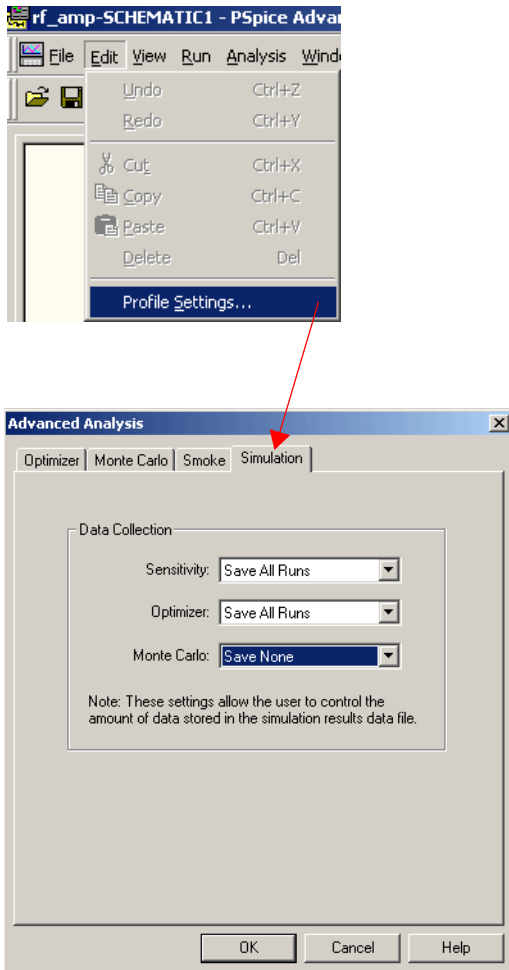 rf_amp-SCHEMATIC1 - PSpice Advar
File Edit View Run Analysis Wind
Undo Ctrl+Z
Redo Ctrl+Y
Cut Ctrl+X
Copy Ctrl+C
Paste Ctrl+V
Delete Del
Profile Settings...
Advanced Analysis
Optimizer Monte Carlo Smoke Simulation
Data Collection
Sensitivity: Save All Runs
Optimizer: Save All Runs
Monte Carlo: Save None
Note: These settings allow the user to control the
amount of data stored in the simulation results data file.
OK Cancel Help